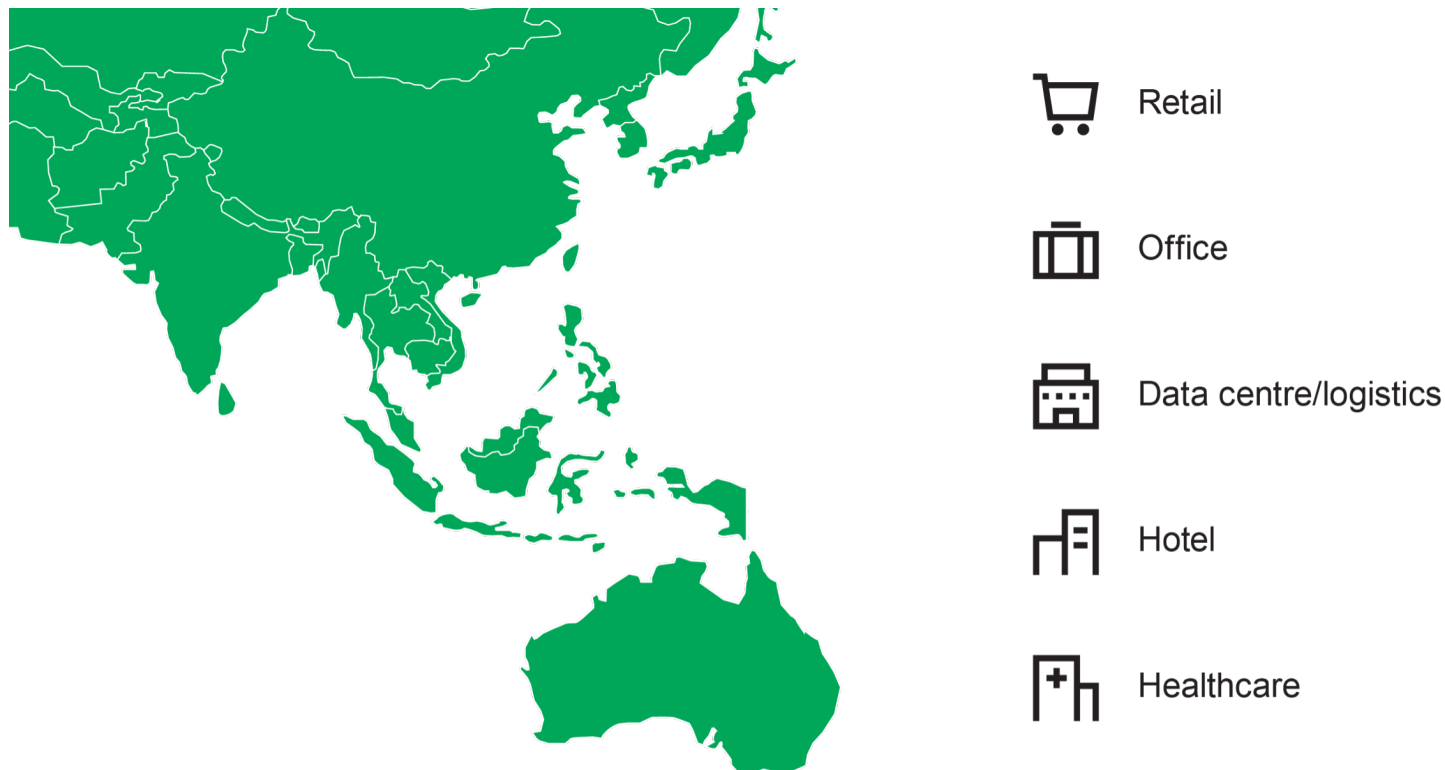 Retail
Office
Data centre/logistics
Hotel
Healthcare